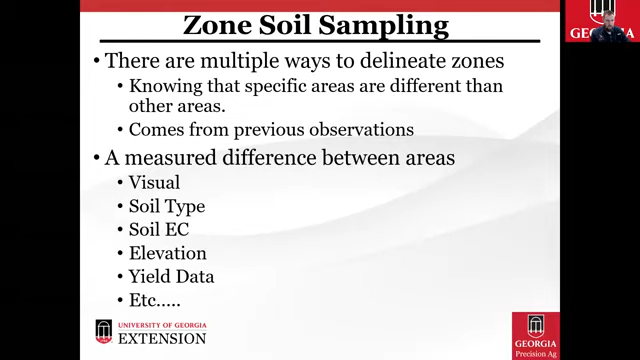 Zone Soil Sampling
• There are multiple ways to delineate zones
• Knowing that specific areas are different than
other areas.
• Comes from previous observations
• A measured difference between areas
• Visual
• Soil Type
• Soil EC
• Elevation
• Yield Data
• Etc.....
UNIVERSITY OF GEORGIA
EXTENSION
GEORGIA
Precision Ag